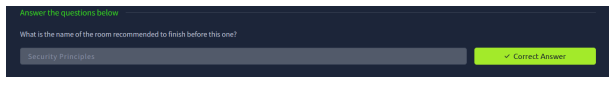 Answer the questions below
What is the name of the room recommended to finish before this one?
Security Principles
✓ Correct Answer